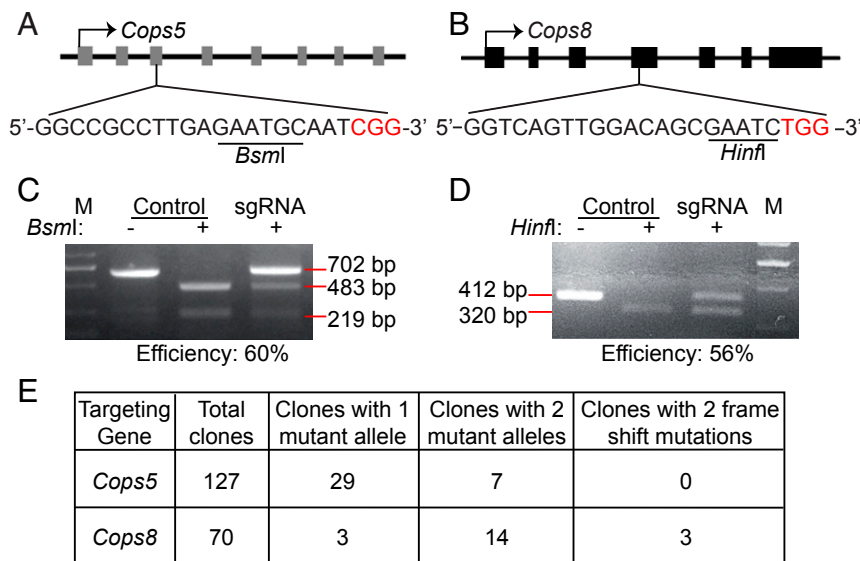 A
Cops5
5'-GGCCGCCTTGAGAATGCAATCGG-3'
BsmI
B
Cops8
5'-GGTCAGTTGGACAGCGAATCTGG-3'
HinfI
C
M Control sgRNA
BsmI: - + +
702 bp
483 bp
219 bp
Efficiency: 60%
D
Control sgRNA M
HinfI: - + +
412 bp
320 bp
Efficiency: 56%
E
Targeting Gene Total clones Clones with 1 mutant allele Clones with 2 mutant alleles Clones with 2 frame shift mutations
Cops5 127 29 7 0
Cops8 70 3 14 3